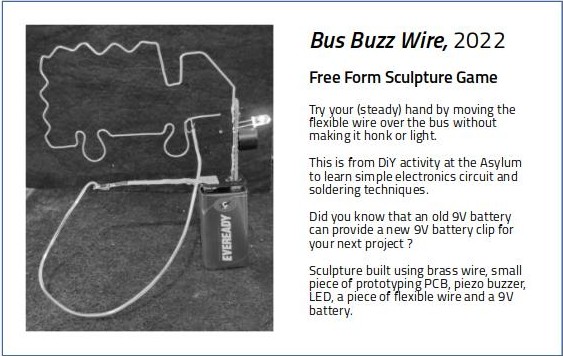 Bus Buzz Wire, 2022
Free Form Sculpture Game
Try your (steady) hand by moving the
flexible wire over the bus without
making it honk or light.
This is from DiY activity at the Asylum
to learn simple electronics circuit and
soldering techniques.
Did you know that an old 9V battery
can provide a new 9V battery clip for
your next project ?
Sculpture built using brass wire, small
piece of prototyping PCB, piezo buzzer,
LED, a piece of flexible wire and a 9V
battery.
EVEREADY